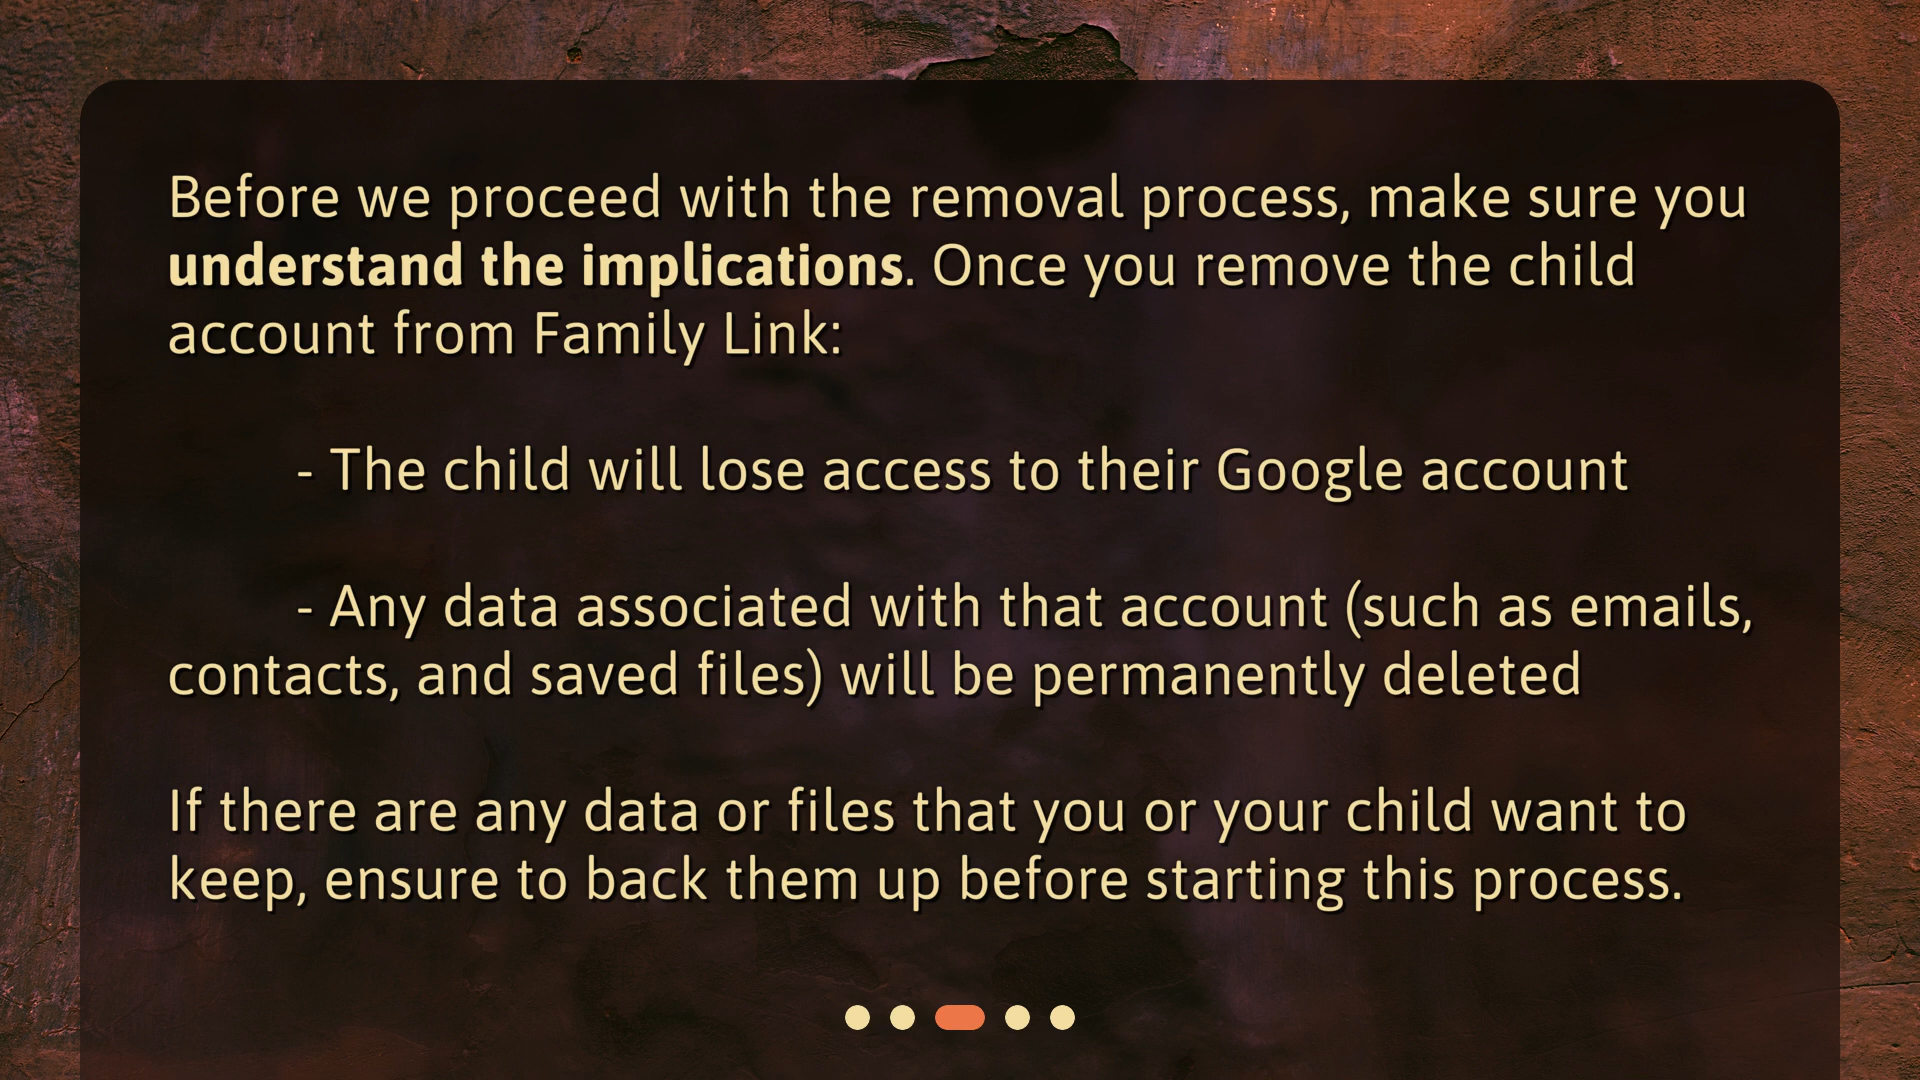 Before we proceed with the removal process, make sure you
understand the implications. Once you remove the child
account from Family Link:
- The child will lose access to their Google account
- Any data associated with that account (such as emails,
contacts, and saved files) will be permanently deleted
If there are any data or files that you or your child want to
keep, ensure to back them up before starting this process.